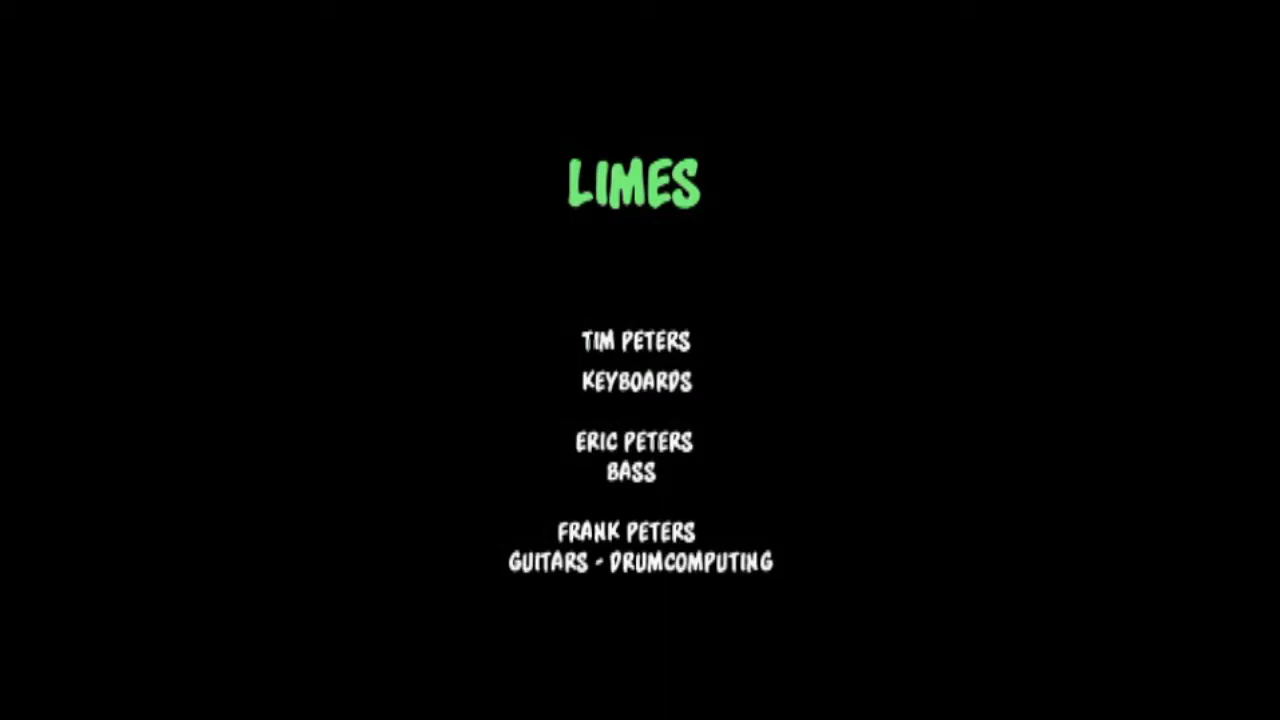 LIMES
TIM PETERS
KEYBOARDS
ERIC PETERS
BASS
FRANK PETERS
GUITARS - DRUMCOMPUTING